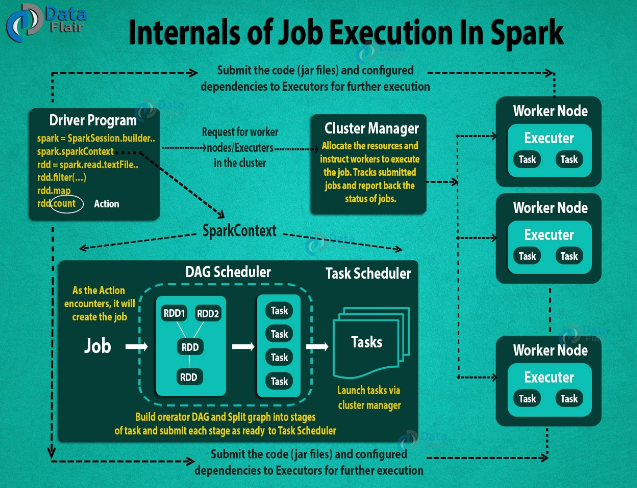 Data
Flair
Internals of Job Execution In Spark
Submit the code (jar files) and configured
dependencies to Executors for further execution
Driver Program
spark = SparkSession.builder..
spark.sparkContext
rdd = spark.read.textFile..
rdd.filter(...)
rdd.map
rdd.count
Action
Request for worker
nodes/Executers
in the cluster
Cluster Manager
Allocate the resources and
instruct workers to execute
the job. Tracks submitted
jobs and report back the
status of jobs.
Worker Node
Executer
Task
Task
Worker Node
Executer
Task
Task
Worker Node
Executer
Task
Task
SparkContext
DAG Scheduler
Task Scheduler
As the Action
encounters, it will
create the job
Job
RDD1
RDD2
RDD
RDD
Task
Task
Task
Task
Tasks
Launch tasks via
cluster manager
Build orerator DAG and Split graph into stages
of task and submit each stage as ready to Task Scheduler
Submit the code (jar files) and configured
dependencies to Executors for further execution